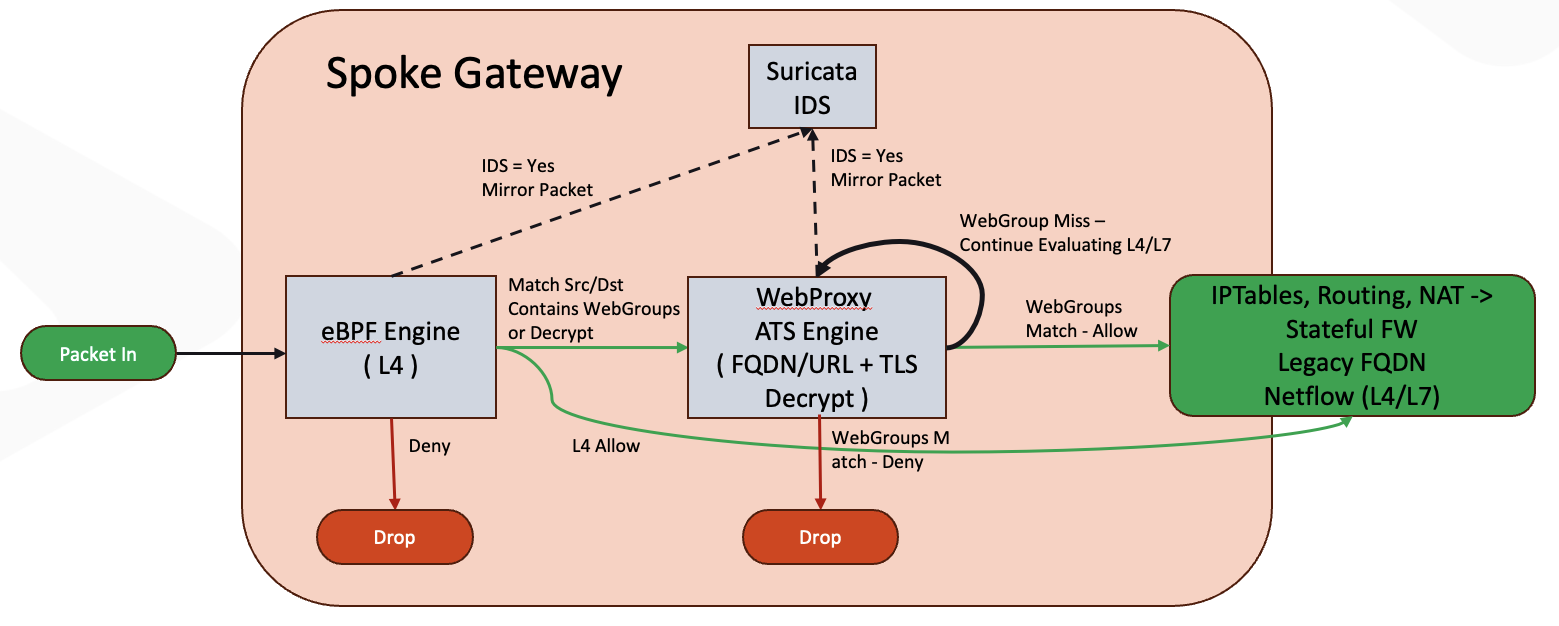 Spoke Gateway
Suricata
IDS
IDS = Yes
Mirror Packet
IDS = Yes
Mirror Packet
WebGroup Miss –
Continue Evaluating L4/L7
Packet In
eBPF Engine
( L4 )
Match Src/Dst
Contains WebGroups
or Decrypt
WebProxy
ATS Engine
( FQDN/URL + TLS
Decrypt )
WebGroups
Match - Allow
IPTables, Routing, NAT ->
Stateful FW
Legacy FQDN
Netflow (L4/L7)
Deny
L4 Allow
WebGroups M
atch - Deny
Drop
Drop